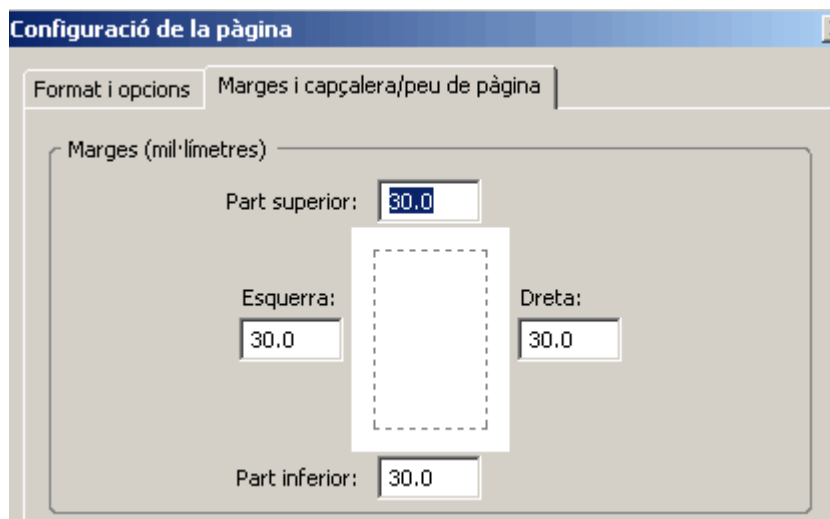 Configuració de la pàgina
Format i opcions
Marges i capçalera/peu de pàgina
Marges (mil·límetres)
Part superior: 30.0
Esquerra: Dreta:
30.0 30.0
Part inferior: 30.0